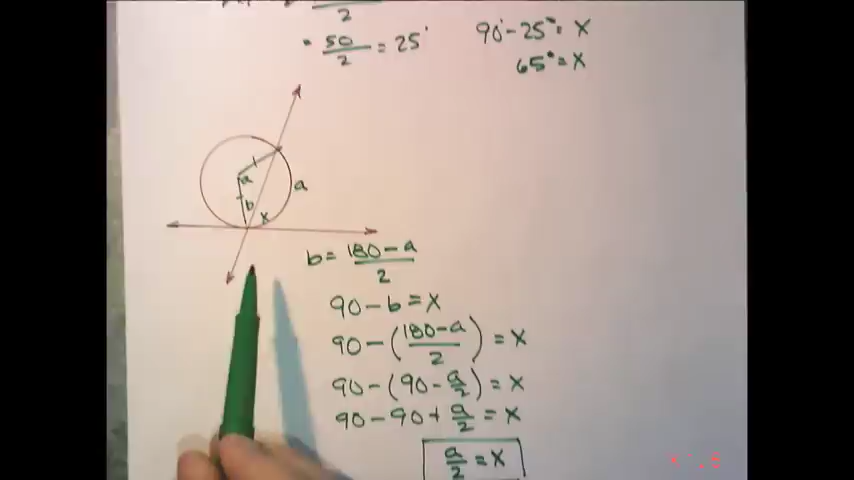 2
50/2 = 25°
90° - 25° = x
65° = x
a
a
b
x
b = (180 - a)/2
90 - b = x
90 - ((180 - a)/2) = x
90 - (90 - a/2) = x
90 - 90 + a/2 = x
a/2 = x